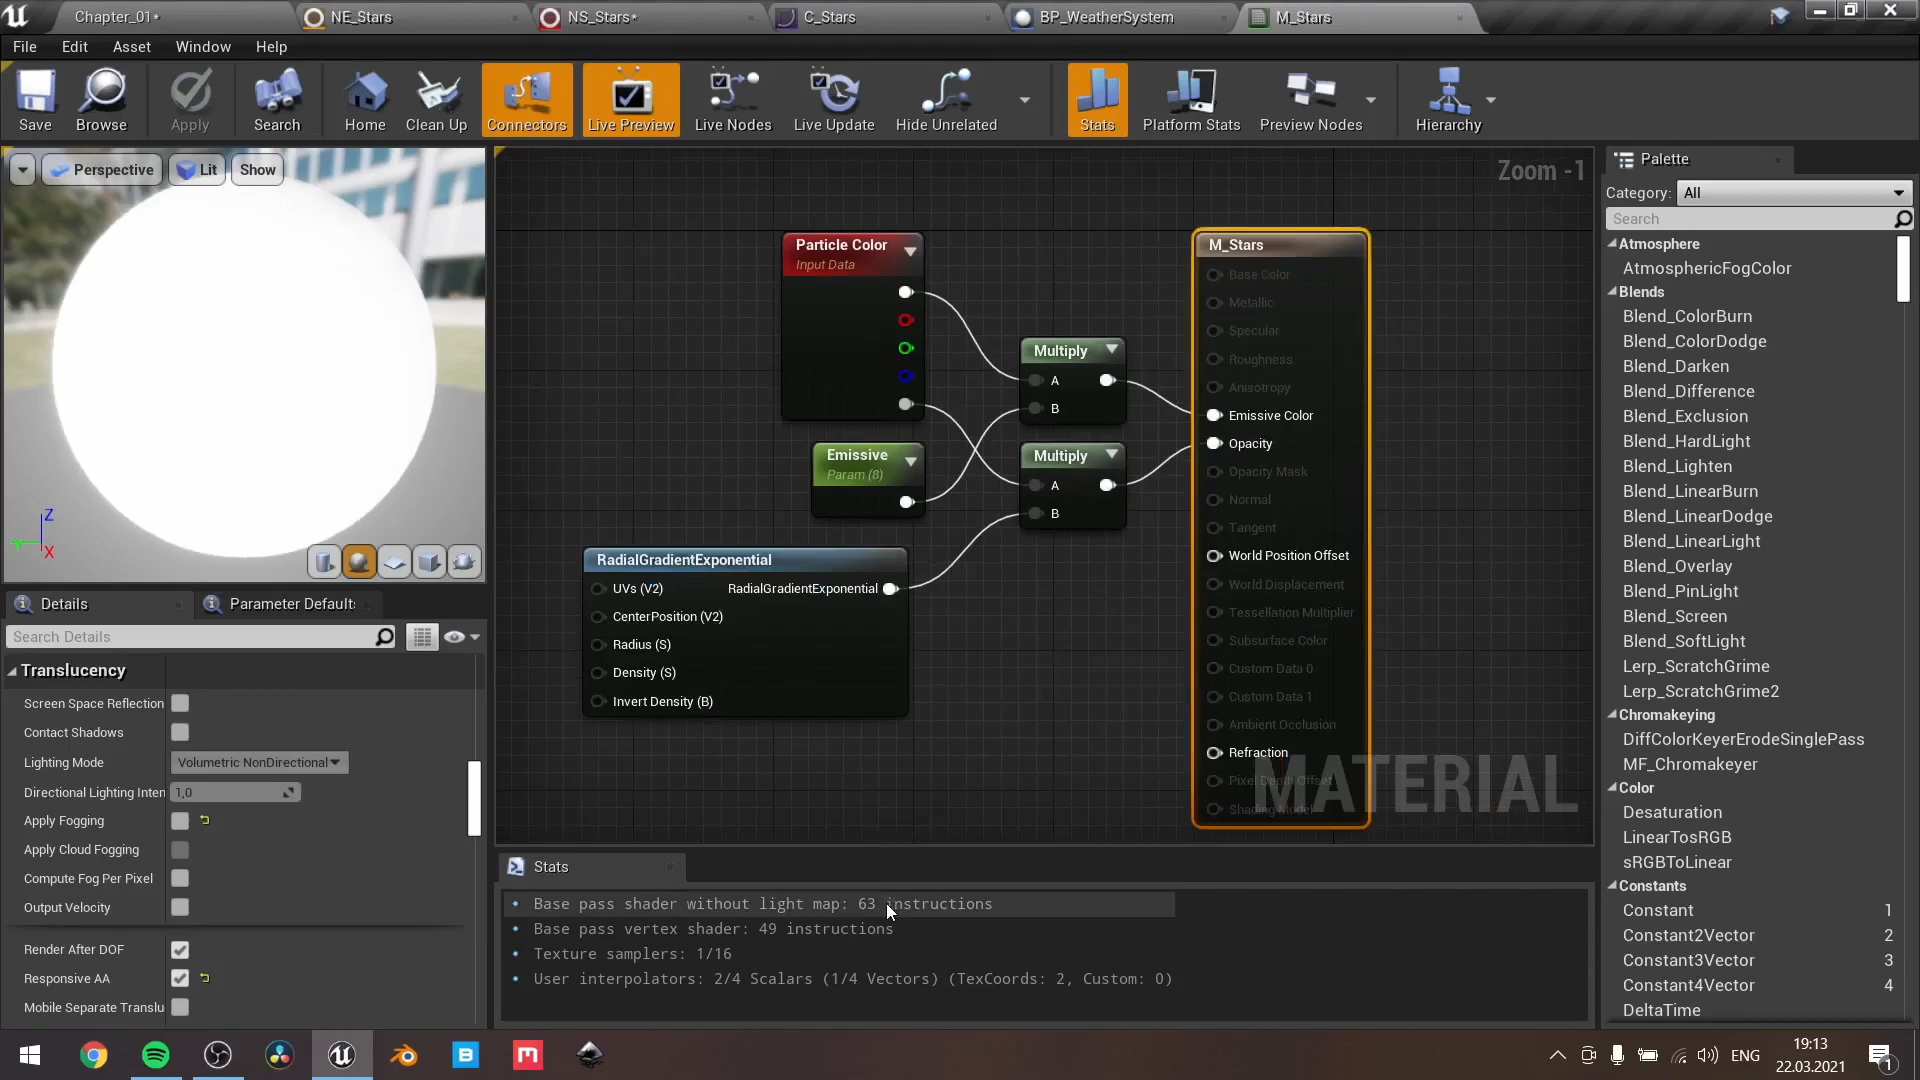 Chapter_01*
NE_Stars
NS_Stars*
C_Stars
BP_WeatherSystem
M_Stars
File
Edit
Asset
Window
Help
Save
Browse
Apply
Search
Home
Clean Up
Connectors
Live Preview
Live Nodes
Live Update
Hide Unrelated
Stats
Platform Stats
Preview Nodes
Hierarchy
Perspective
Lit
Show
Z
X
Details
Parameter Default
Search Details
Translucency
Screen Space Reflection
Contact Shadows
Lighting Mode
Volumetric NonDirectional
Directional Lighting Inten
1,0
Apply Fogging
Apply Cloud Fogging
Compute Fog Per Pixel
Output Velocity
Render After DOF
Responsive AA
Mobile Separate Translu
Zoom -1
Particle Color
Input Data
Emissive
Param (8)
RadialGradientExponential
UVs (V2)
RadialGradientExponential
CenterPosition (V2)
Radius (S)
Density (S)
Invert Density (B)
Multiply
A
B
Multiply
A
B
M_Stars
Base Color
Metallic
Specular
Roughness
Anisotropy
Emissive Color
Opacity
Opacity Mask
Normal
Tangent
World Position Offset
World Displacement
Tessellation Multiplier
Subsurface Color
Custom Data 0
Custom Data 1
Ambient Occlusion
Refraction
Pixel Depth Offset
Shading Model
MATERIAL
Stats
Base pass shader without light map: 63 instructions
Base pass vertex shader: 49 instructions
Texture samplers: 1/16
User interpolators: 2/4 Scalars (1/4 Vectors) (TexCoords: 2, Custom: 0)
Palette
Category:
All
Search
Atmosphere
AtmosphericFogColor
Blends
Blend_ColorBurn
Blend_ColorDodge
Blend_Darken
Blend_Difference
Blend_Exclusion
Blend_HardLight
Blend_Lighten
Blend_LinearBurn
Blend_LinearDodge
Blend_LinearLight
Blend_Overlay
Blend_PinLight
Blend_Screen
Blend_SoftLight
Lerp_ScratchGrime
Lerp_ScratchGrime2
Chromakeying
DiffColorKeyerErodeSinglePass
MF_Chromakeyer
Color
Desaturation
LinearTosRGB
sRGBToLinear
Constants
Constant 1
Constant2Vector 2
Constant3Vector 3
Constant4Vector 4
DeltaTime
ENG
19:13
22.03.2021
1